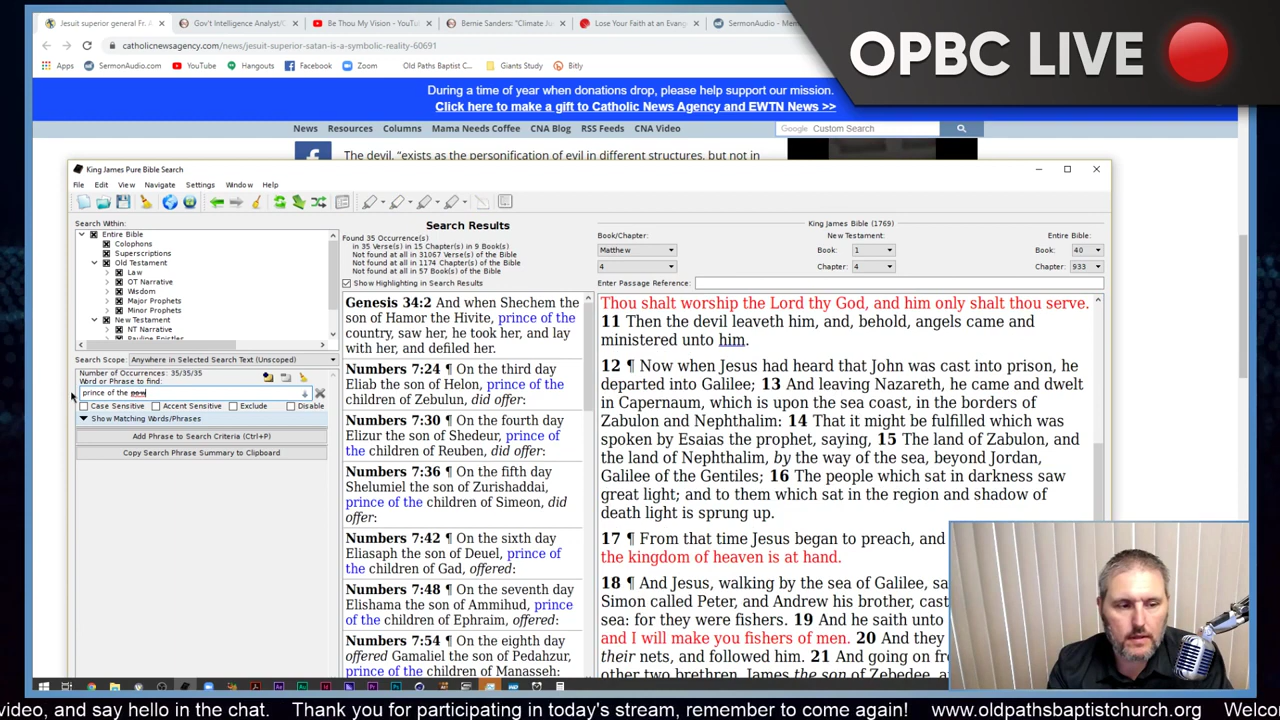 Jesuit superior general Fr. A
Gov't Intelligence Analyst/C
Be Thou My Vision - YouTu
Bernie Sanders: "Climate Ju
Lose Your Faith at an Evang
SermonAudio - Mem
OPBC LIVE
catholicnewsagency.com/news/jesuit-superior-satan-is-a-symbolic-reality-60691
Apps SermonAudio.com YouTube Hangouts Facebook Zoom Old Paths Baptist C... Giants Study Bitly
During a time of year when donations drop, please help support our mission.
Click here to make a gift to Catholic News Agency and EWTN News >>
News Resources Columns Mama Needs Coffee CNA Blog RSS Feeds CNA Video Google Custom Search
The devil, "exists as the personification of evil in different structures, but not in
King James Pure Bible Search
File Edit View Navigate Settings Window Help
Search Within:
Entire Bible
Colophons
Superscriptions
Old Testament
Law
OT Narrative
Wisdom
Major Prophets
Minor Prophets
New Testament
NT Narrative
Pauline Epistles
Search Scope: Anywhere in Selected Search Text (Unscoped)
Number of Occurrences: 35/35/35
Word or Phrase to find:
prince of the pow
Case Sensitive Accent Sensitive Exclude Disable
Show Matching Words/Phrases
Add Phrase to Search Criteria (Ctrl+P)
Copy Search Phrase Summary to Clipboard
Search Results
Found 35 Occurrence(s)
in 35 Verse(s) in 15 Chapter(s) in 9 Book(s)
Not found at all in 31067 Verse(s) of the Bible
Not found at all in 1174 Chapter(s) of the Bible
Not found at all in 57 Book(s) of the Bible
Show Highlighting in Search Results
Genesis 34:2 And when Shechem the
son of Hamor the Hivite, prince of the
country, saw her, he took her, and lay
with her, and defiled her.
Numbers 7:24 On the third day
Eliab the son of Helon, prince of the
children of Zebulun, did offer:
Numbers 7:30 ¶ On the fourth day
Elizur the son of Shedeur, prince of
the children of Reuben, did offer:
Numbers 7:36 ¶ On the fifth day
Shelumiel the son of Zurishaddai,
prince of the children of Simeon, did
offer:
Numbers 7:42 ¶ On the sixth day
Eliasaph the son of Deuel, prince of
the children of Gad, offered:
Numbers 7:48 ¶ On the seventh day
Elishama the son of Ammihud, prince
of the children of Ephraim, offered:
Numbers 7:54 ¶ On the eighth day
offered Gamaliel the son of Pedahzur,
prince of the children of Manasseh:
King James Bible (1769)
Book/Chapter: New Testament: Entire Bible:
Matthew Book: 1 Book: 40
4 Chapter: 4 Chapter: 933
Enter Passage Reference:
Thou shalt worship the Lord thy God, and him only shalt thou serve.
11 Then the devil leaveth him, and, behold, angels came and
ministered unto him.
12 ¶ Now when Jesus had heard that John was cast into prison, he
departed into Galilee; 13 And leaving Nazareth, he came and dwelt
in Capernaum, which is upon the sea coast, in the borders of
Zabulon and Nephthalim: 14 That it might be fulfilled which was
spoken by Esaias the prophet, saying, 15 The land of Zabulon, and
the land of Nephthalim, by the way of the sea, beyond Jordan,
Galilee of the Gentiles; 16 The people which sat in darkness saw
great light; and to them which sat in the region and shadow of
death light is sprung up.
17 ¶ From that time Jesus began to preach, and
the kingdom of heaven is at hand.
18 ¶ And Jesus, walking by the sea of Galilee, sa
Simon called Peter, and Andrew his brother, cast
sea: for they were fishers. 19 And he saith unto
and I will make you fishers of men. 20 And they
their nets, and followed him. 21 And going on fr
other two brethren, James the son of Zebedee, a
video, and say hello in the chat. Thank you for participating in today's stream, remember to come again! www.oldpathsbaptistchurch.org Welco